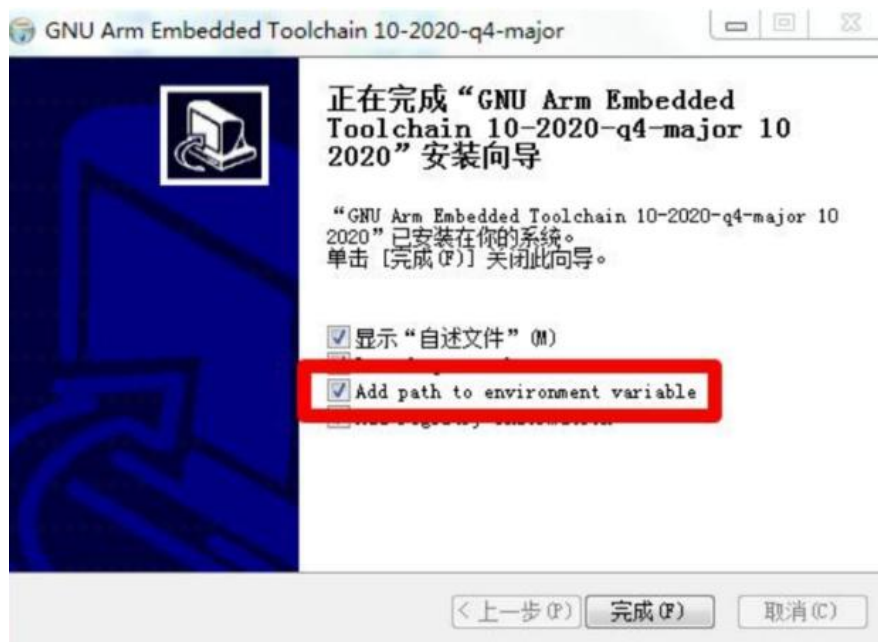 GNU Arm Embedded Toolchain 10-2020-q4-major
正在完成“GNU Arm Embedded
Toolchain 10-2020-q4-major 10
2020”安装向导
“GNU Arm Embedded Toolchain 10-2020-q4-major 10
2020”已安装在你的系统。
单击 [完成(F)] 关闭此向导。
显示“自述文件”(M)
Add path to environment variable
<上一步(P)
完成(F)
取消(C)